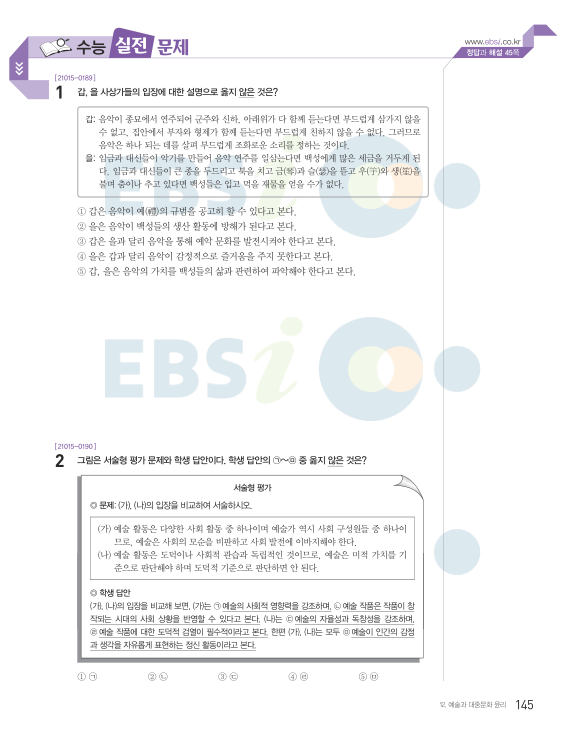 수능 실전 문제
www.ebsi.co.kr
정답과 해설 45쪽
[21015-0189]
1 갑, 을 사상가들의 입장에 대한 설명으로 옳지 않은 것은?
갑: 음악이 종묘에서 연주되어 군주와 신하, 아래위가 다 함께 듣는다면 부드럽게 삼가지 않을
수 없고, 집안에서 부자와 형제가 함께 듣는다면 부드럽게 친하지 않을 수 없다. 그러므로
음악은 하나 되는 데를 살펴 부드럽게 조화로운 소리를 정하는 것이다.
을: 임금과 대신들이 악기를 만들어 음악 연주를 일삼는다면 백성에게 많은 세금을 거두게 된
다. 임금과 대신들이 큰 종을 두드리고 북을 치고 금(琴)과 슬(瑟)을 뜯고 우(竽)와 생(笙)을
불며 춤이나 추고 있다면 백성들은 입고 먹을 재물을 얻을 수가 없다.
① 갑은 음악이 예(禮)의 규범을 공고히 할 수 있다고 본다.
② 을은 음악이 백성들의 생산 활동에 방해가 된다고 본다.
③ 갑은 을과 달리 음악을 통해 예악 문화를 발전시켜야 한다고 본다.
④ 을은 갑과 달리 음악이 감정적으로 즐거움을 주지 못한다고 본다.
⑤ 갑, 을은 음악의 가치를 백성들의 삶과 관련하여 파악해야 한다고 본다.
EBSi
[21015-0190]
2 그림은 서술형 평가 문제와 학생 답안이다. 학생 답안의 ㉠~㉤ 중 옳지 않은 것은?
서술형 평가
◎ 문제: (가), (나)의 입장을 비교하여 서술하시오.
(가) 예술 활동은 다양한 사회 활동 중 하나이며 예술가 역시 사회 구성원들 중 하나이
므로, 예술은 사회의 모순을 비판하고 사회 발전에 이바지해야 한다.
(나) 예술 활동은 도덕이나 사회적 관습과 독립적인 것이므로, 예술은 미적 가치를 기
준으로 판단해야 하며 도덕적 기준으로 판단하면 안 된다.
◎ 학생 답안
(가), (나)의 입장을 비교해 보면, (가)는 ㉠ 예술의 사회적 영향력을 강조하며, ㉡ 예술 작품은 작품이 창
작되는 시대의 사회 상황을 반영할 수 있다고 본다. (나)는 ㉢ 예술의 자율성과 독창성을 강조하며,
㉣ 예술 작품에 대한 도덕적 검열이 필수적이라고 본다. 한편 (가), (나)는 모두 ㉤ 예술이 인간의 감정
과 생각을 자유롭게 표현하는 정신 활동이라고 본다.
① ㉠ ② ㉡ ③ ㉢ ④ ㉣ ⑤ ㉤
12. 예술과 대중문화 윤리 145